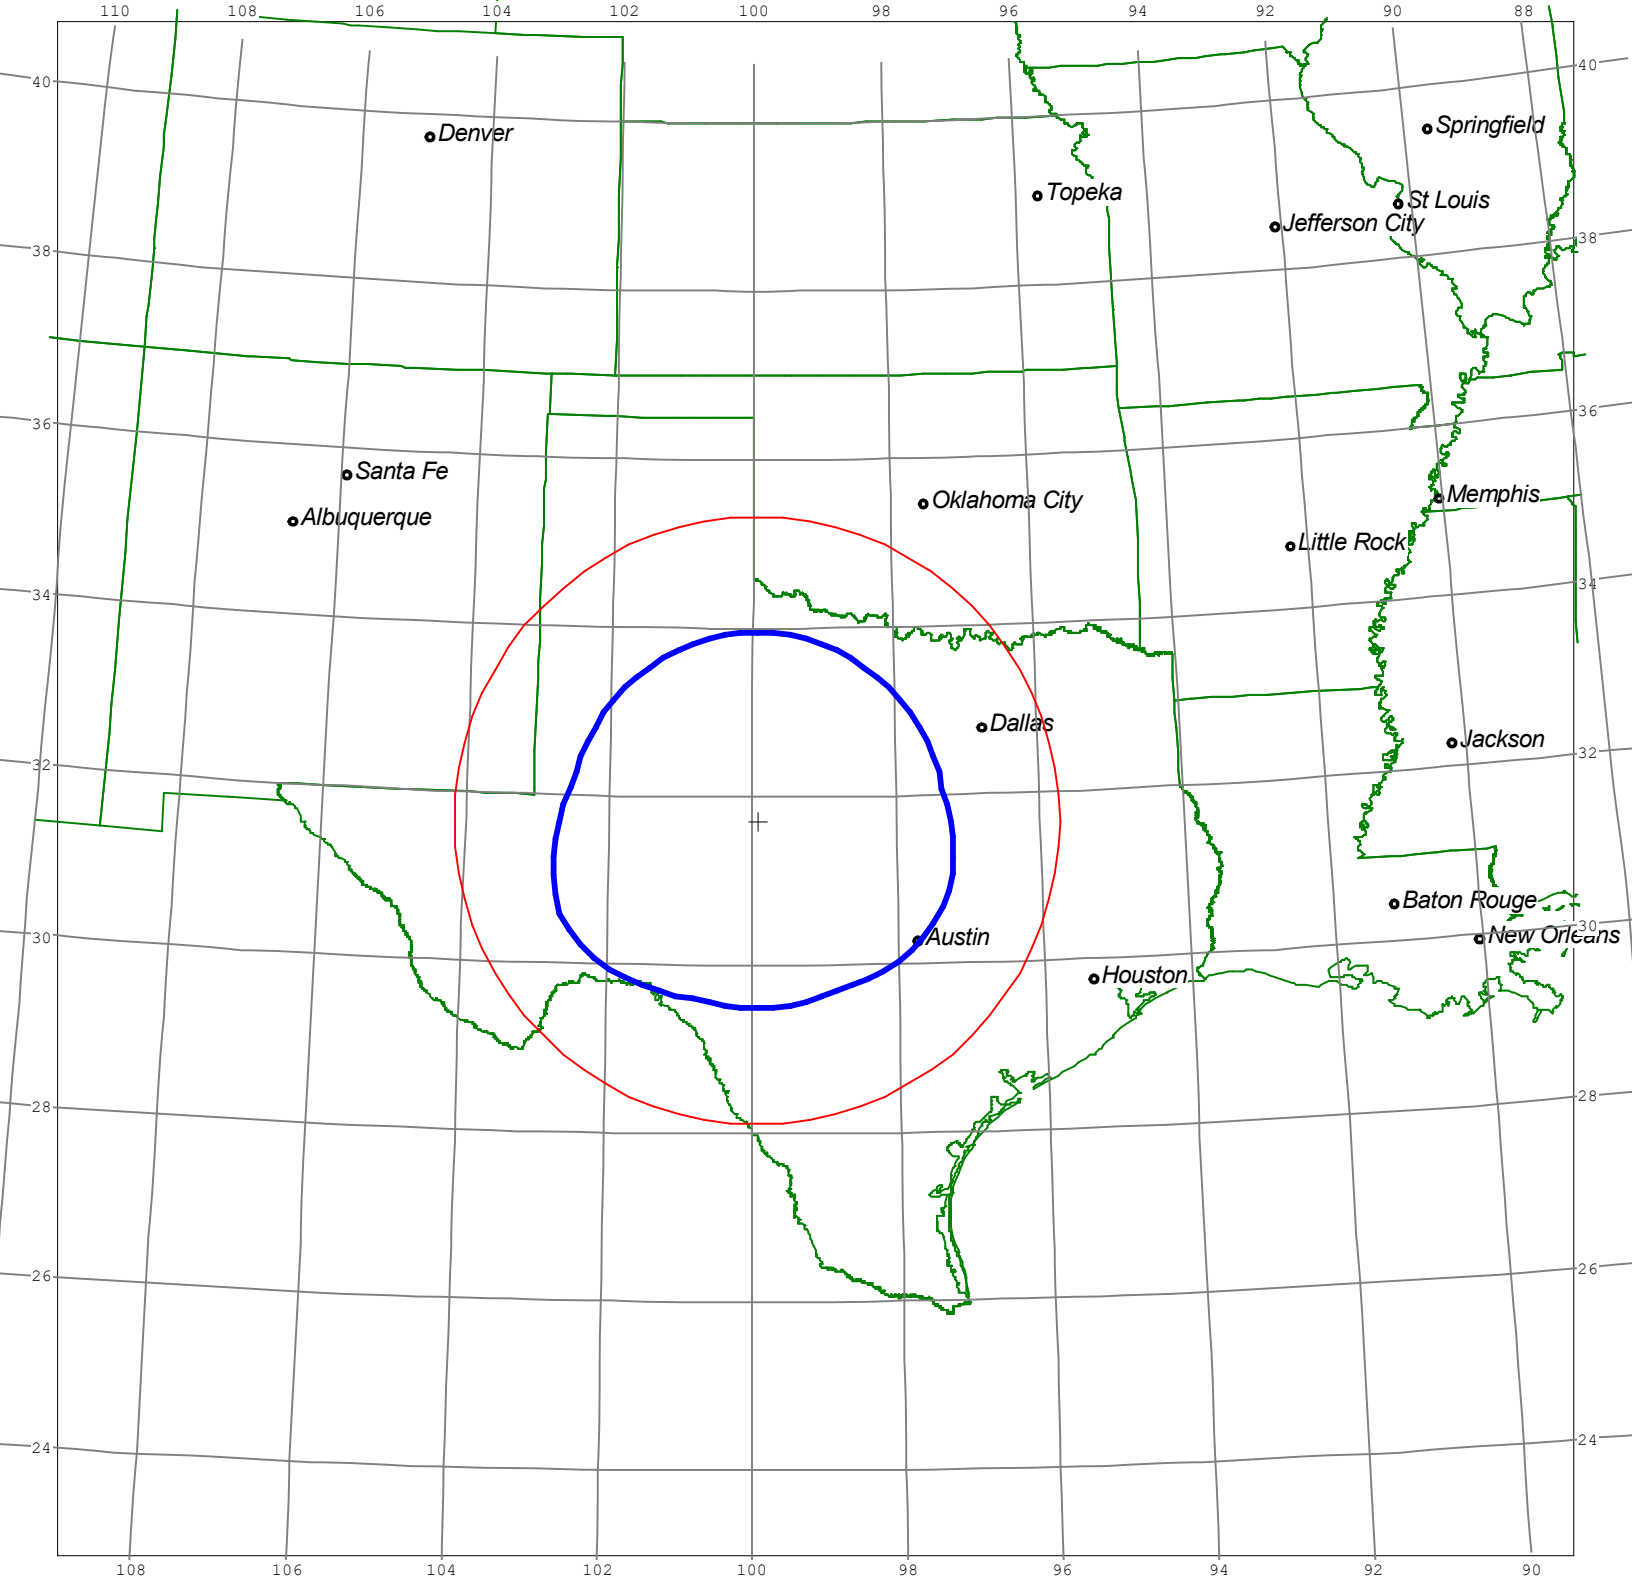 110 108 106 104 102 100 98 96 94 92 90 88
40 40
Denver
Springfield
Topeka
St Louis
Jefferson City
38 38
36 36
Santa Fe
Oklahoma City
Memphis
Albuquerque
Little Rock
34 34
Dallas
Jackson
32 32
Baton Rouge
30 Austin New Orleans 30
Houston
28 28
26 26
24 24
108 106 104 102 100 98 96 94 92 90